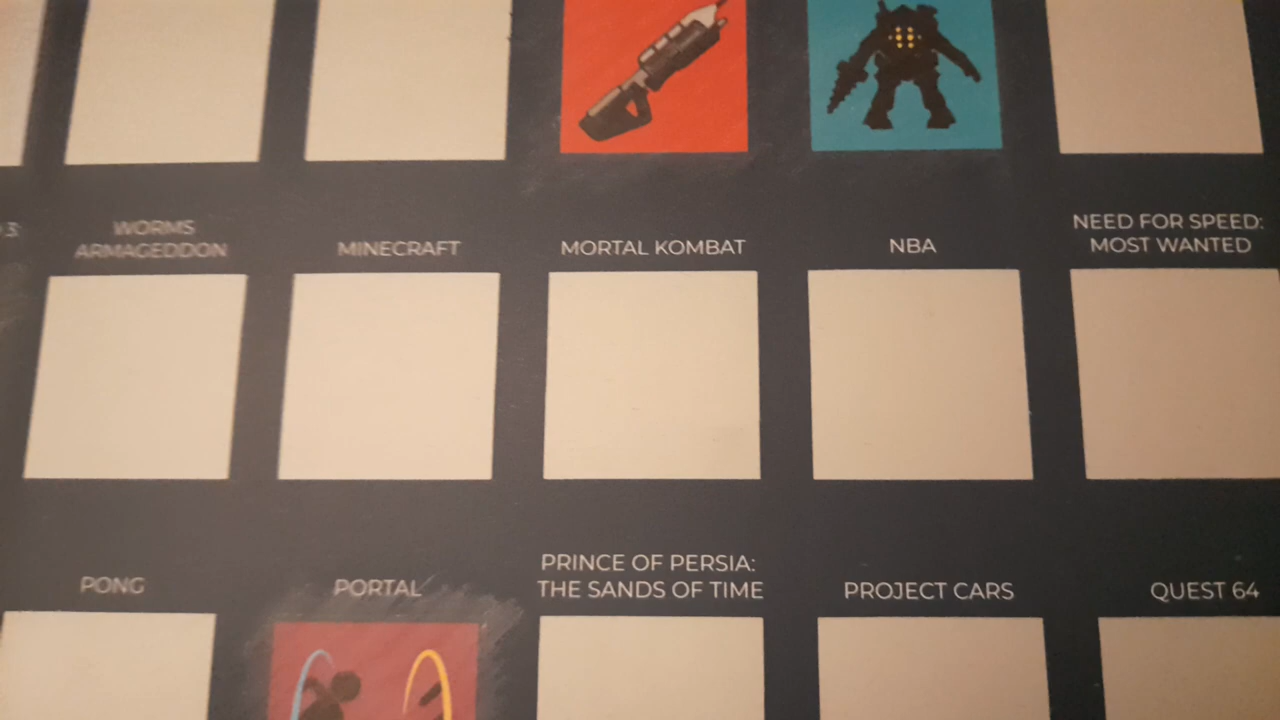 3:
WORMS
ARMAGEDDON
MINECRAFT
MORTAL KOMBAT
NBA
NEED FOR SPEED:
MOST WANTED
PONG
PORTAL
PRINCE OF PERSIA:
THE SANDS OF TIME
PROJECT CARS
QUEST 64